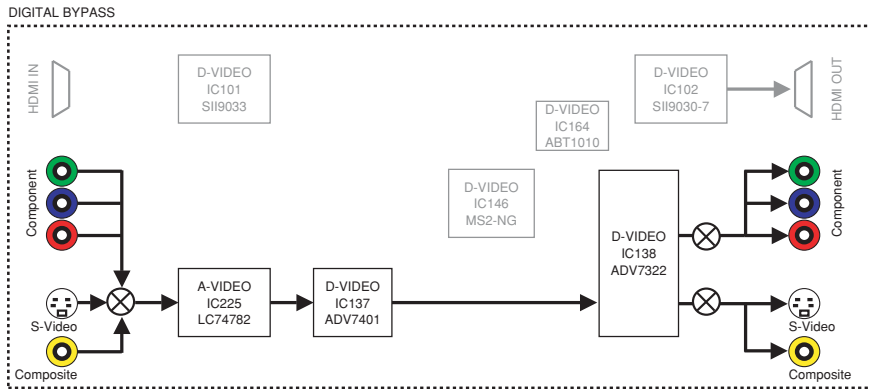 DIGITAL BYPASS
HDMI IN
D-VIDEO
IC101
SII9033
D-VIDEO
IC102
SII9030-7
HDMI OUT
D-VIDEO
IC164
ABT1010
Component
D-VIDEO
IC146
MS2-NG
D-VIDEO
IC138
ADV7322
Component
A-VIDEO
IC225
LC74782
D-VIDEO
IC137
ADV7401
S-Video
S-Video
Composite
Composite